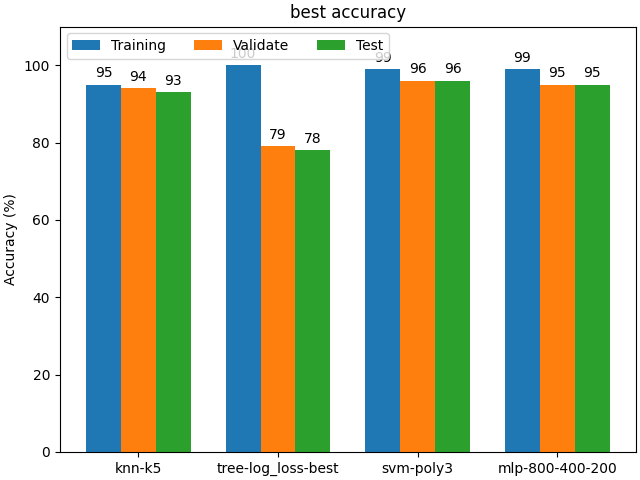 best accuracy
Training Validate Test
95 94 93
100 79 78
99 96 96
99 95 95
Accuracy (%)
100
80
60
40
20
0
knn-k5 tree-log_loss-best svm-poly3 mlp-800-400-200